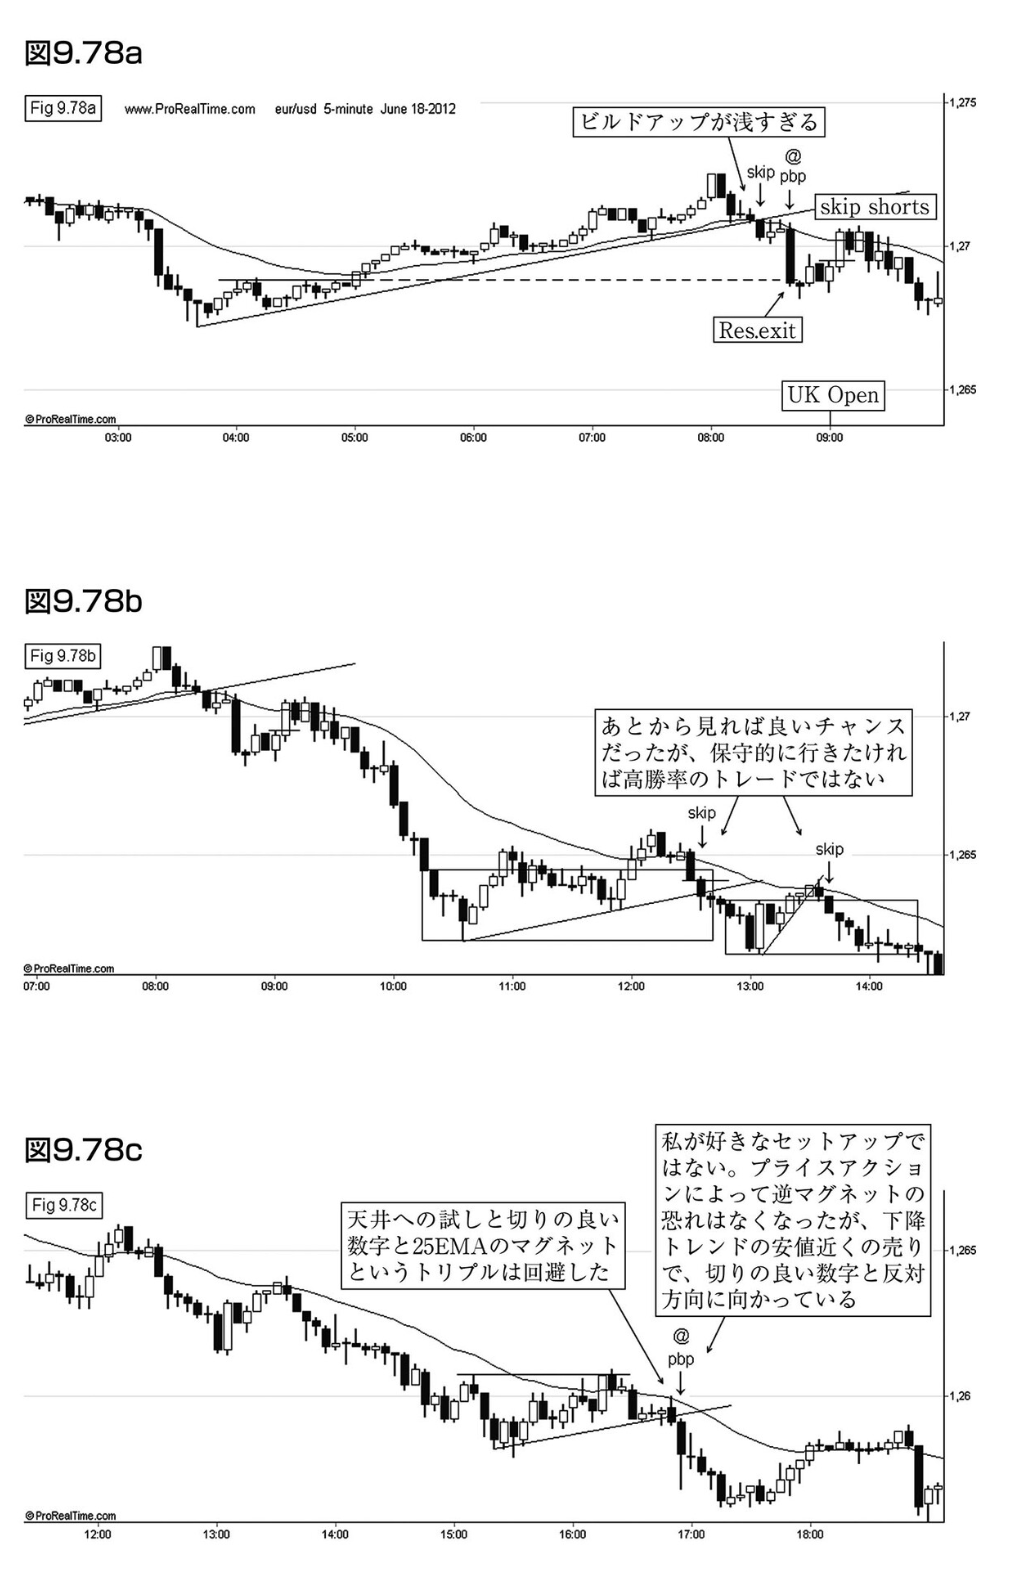 図9.78a
Fig 9.78a
www.ProRealTime.com eur/usd 5-minute June 18-2012
1,275
ビルドアップが浅すぎる
@
skip
pbp
skip shorts
1,27
Res.exit
UK Open
1,265
©ProRealTime.com
03:00 04:00 05:00 06:00 07:00 08:00 09:00
図9.78b
Fig 9.78b
1,27
あとから見れば良いチャンス
だったが、保守的に行きたけれ
ば高勝率のトレードではない
skip
skip
1,265
©ProRealTime.com
07:00 08:00 09:00 10:00 11:00 12:00 13:00 14:00
図9.78c
Fig 9.78c
私が好きなセットアップで
はない。プライスアクショ
ンによって逆マグネットの
恐れはなくなったが、下降
トレンドの安値近くの売り
で、切りの良い数字と反対
方向に向かっている
天井への試しと切りの良い
数字と25EMAのマグネット
というトリプルは回避した
1,265
@
pbp
1,26
©ProRealTime.com
12:00 13:00 14:00 15:00 16:00 17:00 18:00